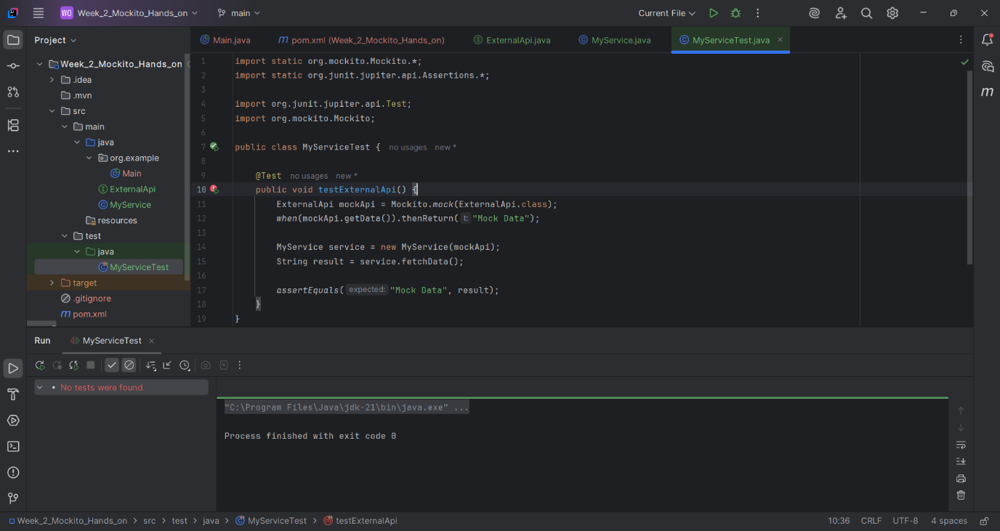 WO Week_2_Mockito_Hands_on main Current File
Project
Main.java m pom.xml (Week_2_Mockito_Hands_on) ExternalApi.java MyService.java MyServiceTest.java
Week_2_Mockito_Hands_on
.idea
.mvn
src
main
java
org.example
Main
ExternalApi
MyService
resources
test
java
MyServiceTest
target
.gitignore
m pom.xml
1 import static org.mockito.Mockito.*;
2 import static org.junit.jupiter.api.Assertions.*;
3
4 import org.junit.jupiter.api.Test;
5 import org.mockito.Mockito;
6
7 public class MyServiceTest { no usages new *
8
9 @Test no usages new *
10 public void testExternalApi() {
11 ExternalApi mockApi = Mockito.mock(ExternalApi.class);
12 when(mockApi.getData()).thenReturn( t: "Mock Data");
13
14 MyService service = new MyService(mockApi);
15 String result = service.fetchData();
16
17 assertEquals( expected: "Mock Data", result);
18 }
19 }
m
Run MyServiceTest
No tests were found
"C:\Program Files\Java\jdk-21\bin\java.exe" ...
Process finished with exit code 0
Week_2_Mockito_Hands_on > src > test > java > MyServiceTest > testExternalApi 10:36 CRLF UTF-8 4 spaces